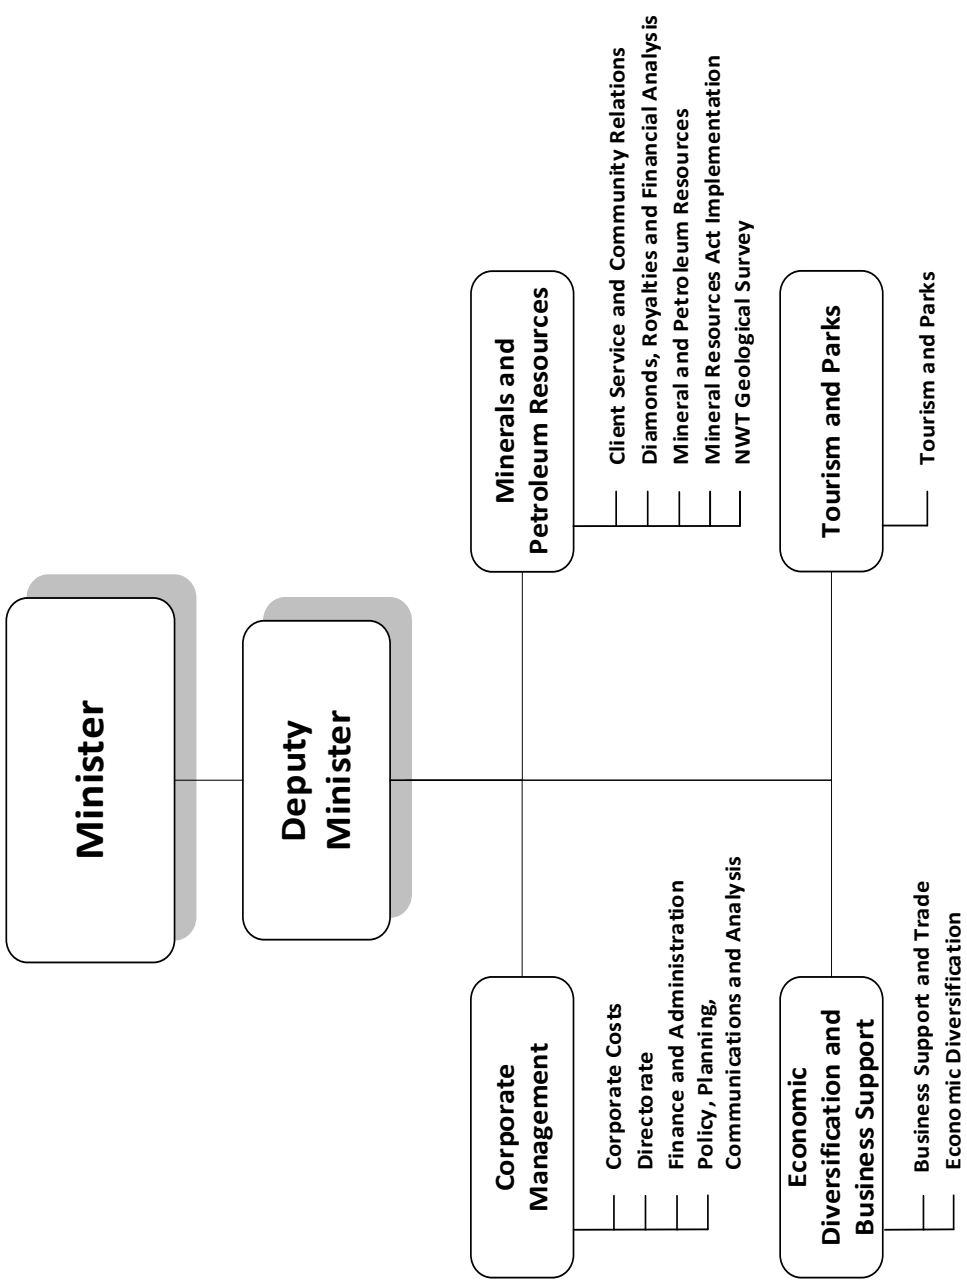 Minister
Deputy
Minister
Corporate
Management
Corporate Costs
Directorate
Finance and Administration
Policy, Planning,
Communications and Analysis
Minerals and
Petroleum Resources
Client Service and Community Relations
Diamonds, Royalties and Financial Analysis
Mineral and Petroleum Resources
Mineral Resources Act Implementation
NWT Geological Survey
Economic
Diversification and
Business Support
Business Support and Trade
Economic Diversification
Tourism and Parks
Tourism and Parks